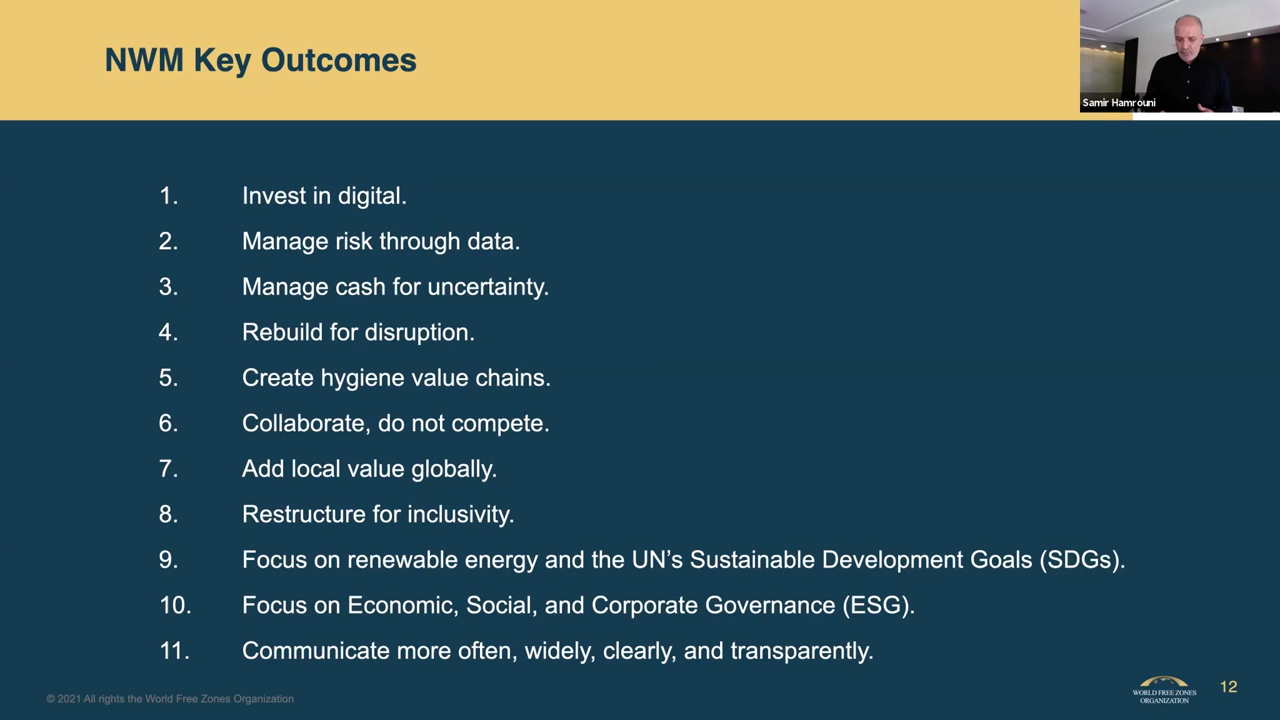 NWM Key Outcomes
Samir Hamrouni
1. Invest in digital.
2. Manage risk through data.
3. Manage cash for uncertainty.
4. Rebuild for disruption.
5. Create hygiene value chains.
6. Collaborate, do not compete.
7. Add local value globally.
8. Restructure for inclusivity.
9. Focus on renewable energy and the UN’s Sustainable Development Goals (SDGs).
10. Focus on Economic, Social, and Corporate Governance (ESG).
11. Communicate more often, widely, clearly, and transparently.
© 2021 All rights the World Free Zones Organization
WORLD FREE ZONES
ORGANIZATION
12